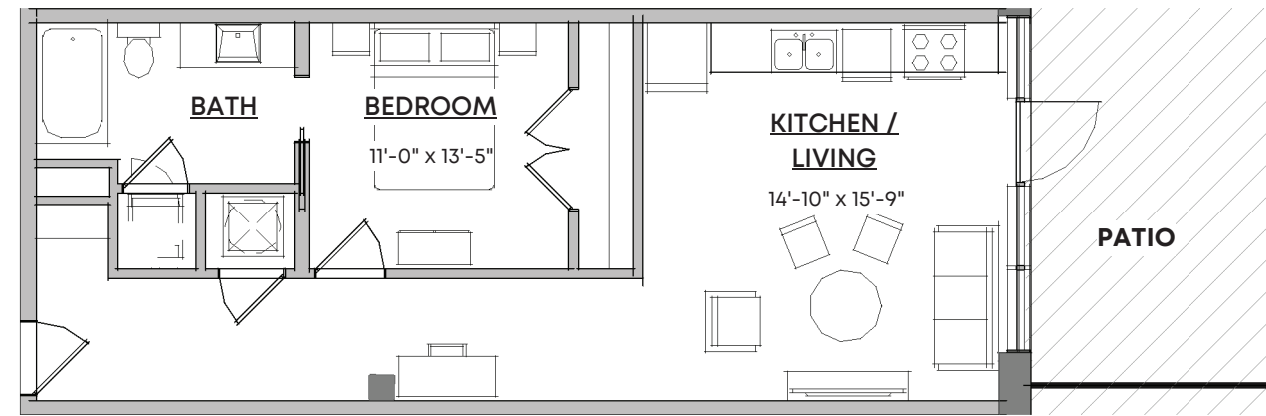 BATH
BEDROOM
11'-0" x 13'-5"
KITCHEN /
LIVING
14'-10" x 15'-9"
PATIO